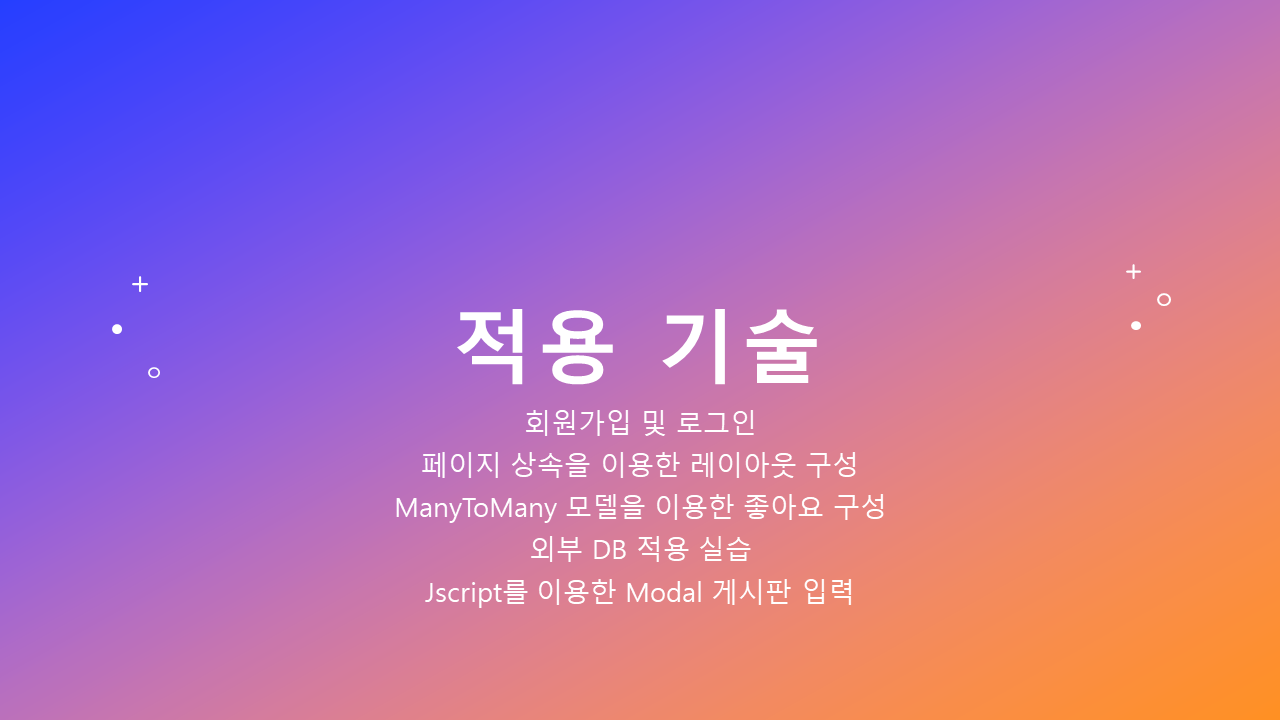 적용 기술
회원가입 및 로그인
페이지 상속을 이용한 레이아웃 구성
ManyToMany 모델을 이용한 좋아요 구성
외부 DB 적용 실습
Jscript를 이용한 Modal 게시판 입력